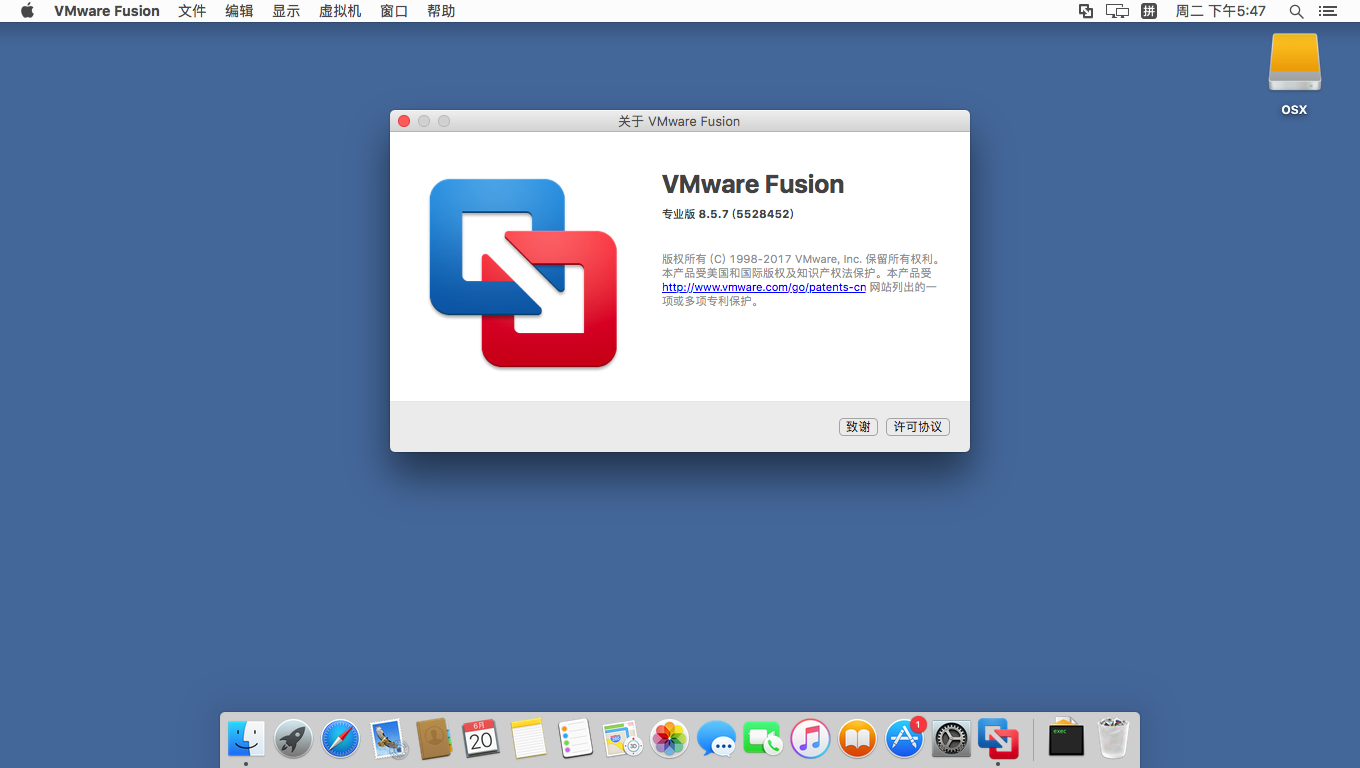 VMware Fusion 文件 编辑 显示 虚拟机 窗口 帮助 拼 周二 下午5:47
OSX
关于 VMware Fusion
VMware Fusion
专业版 8.5.7 (5528452)
版权所有 (C) 1998-2017 VMware, Inc. 保留所有权利。
本产品受美国和国际版权及知识产权法保护。本产品受
http://www.vmware.com/go/patents-cn 网站列出的一
项或多项专利保护。
致谢 许可协议
6月
20
3D
1
exec